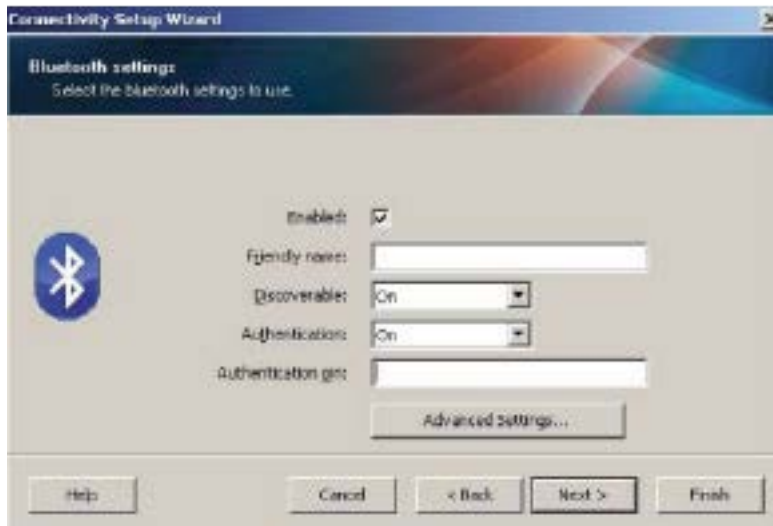 Connectivity Setup Wizard
Bluetooth settings
Select the bluetooth settings to use.
Enabled:
Friendly name:
Discoverable: On
Authentication: On
Authentication pin:
Advanced Settings...
Help Cancel < Back Next > Finish